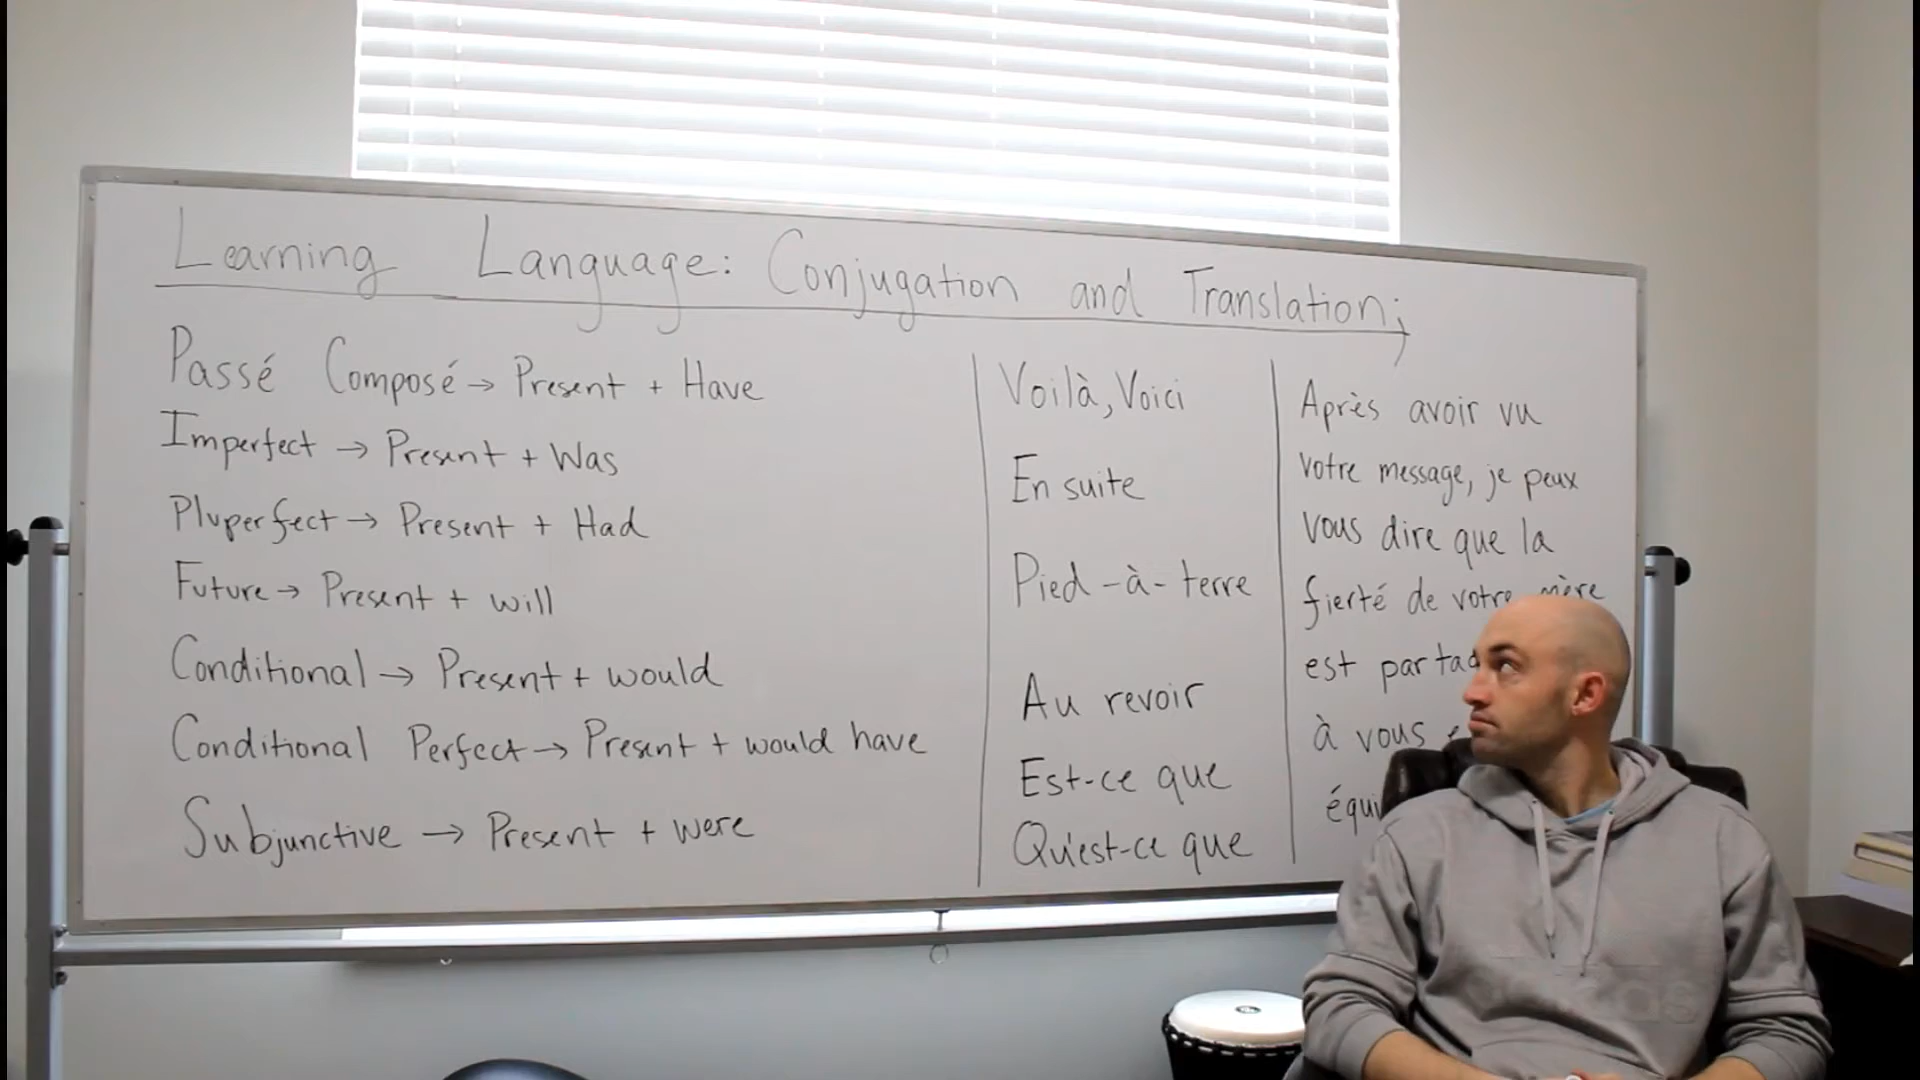 Learning Language: Conjugation and Translation;
Passé Composé → Present + Have
Imperfect → Present + Was
Pluperfect → Present + Had
Future → Present + will
Conditional → Present + would
Conditional Perfect → Present + would have
Subjunctive → Present + were
Voilà, Voici
En suite
Pied-à-terre
Au revoir
Est-ce que
Qu'est-ce que
Après avoir vu
votre message, je peux
vous dire que la
fierté de votre mère
est
à vous